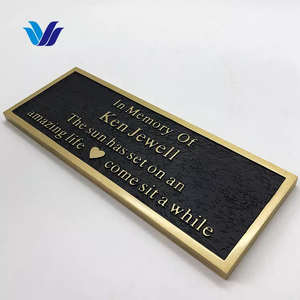 In Memory Of
Ken Jewell
The sun has set on an
amazing life ♥ come sit a while